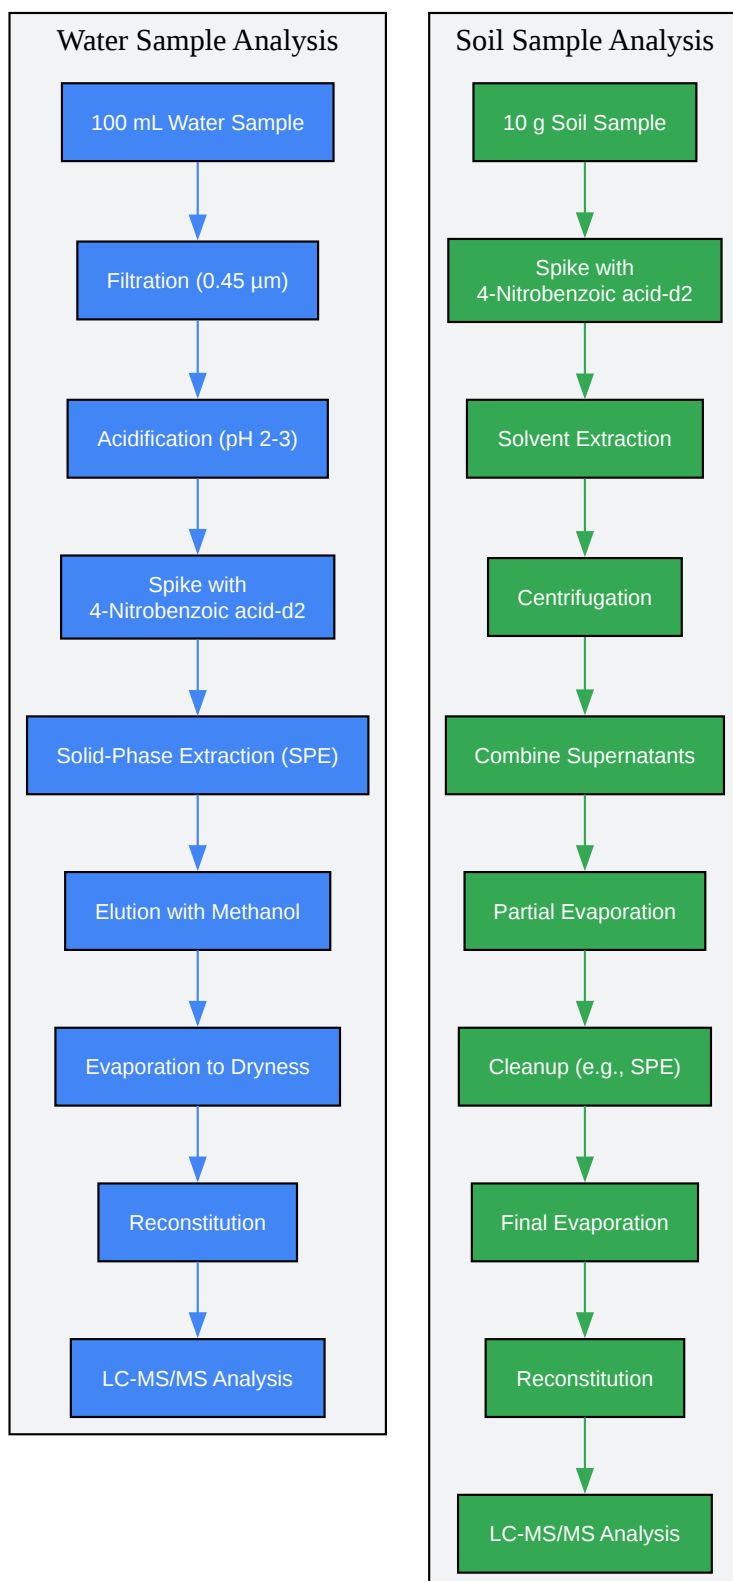 Water Sample Analysis
100 mL Water Sample
Filtration (0.45 µm)
Acidification (pH 2-3)
Spike with
4-Nitrobenzoic acid-d2
Solid-Phase Extraction (SPE)
Elution with Methanol
Evaporation to Dryness
Reconstitution
LC-MS/MS Analysis
Soil Sample Analysis
10 g Soil Sample
Spike with
4-Nitrobenzoic acid-d2
Solvent Extraction
Centrifugation
Combine Supernatants
Partial Evaporation
Cleanup (e.g., SPE)
Final Evaporation
Reconstitution
LC-MS/MS Analysis